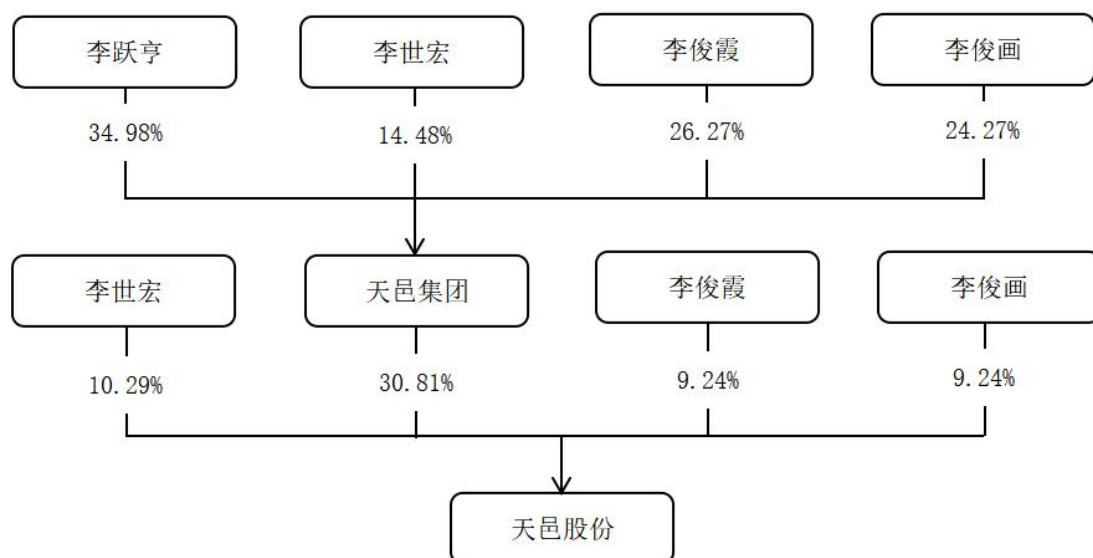 李跃亨
李世宏
李俊霞
李俊画
34.98%
14.48%
26.27%
24.27%
李世宏
天邑集团
李俊霞
李俊画
10.29%
30.81%
9.24%
9.24%
天邑股份